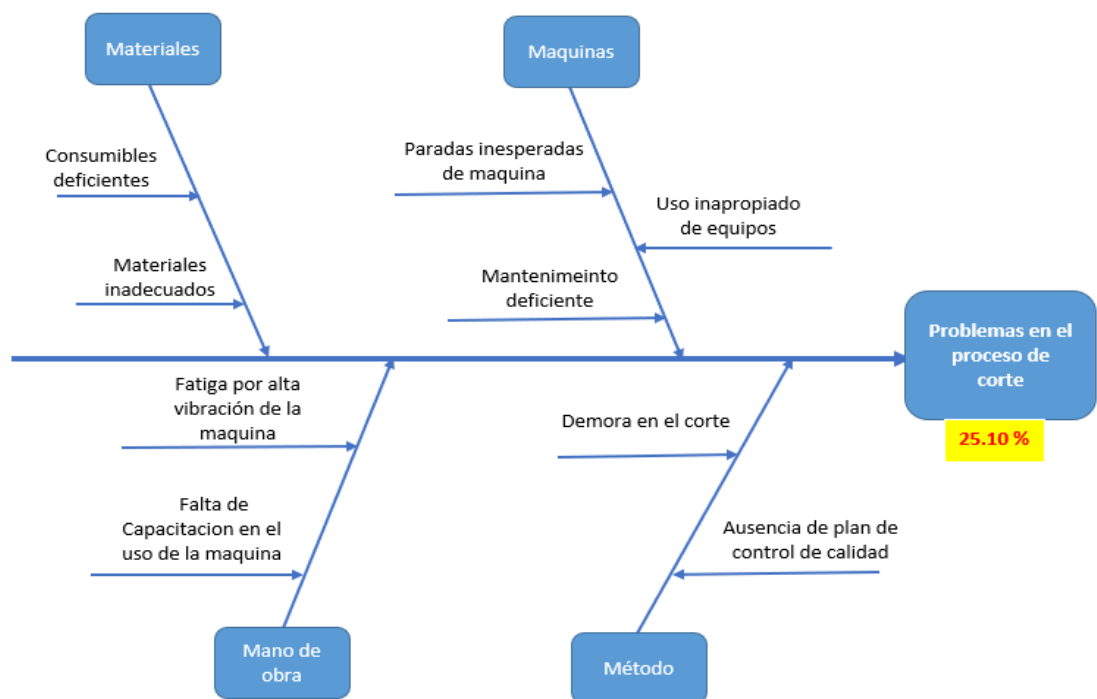 Materiales
Maquinas
Consumibles
deficientes
Paradas inesperadas
de maquina
Uso inapropiado
de equipos
Materiales
inadecuados
Mantenimeinto
deficiente
Problemas en el
proceso de
corte
25.10 %
Fatiga por alta
vibración de la
maquina
Demora en el corte
Falta de
Capacitacion en el
uso de la maquina
Ausencia de plan de
control de calidad
Mano de
obra
Método